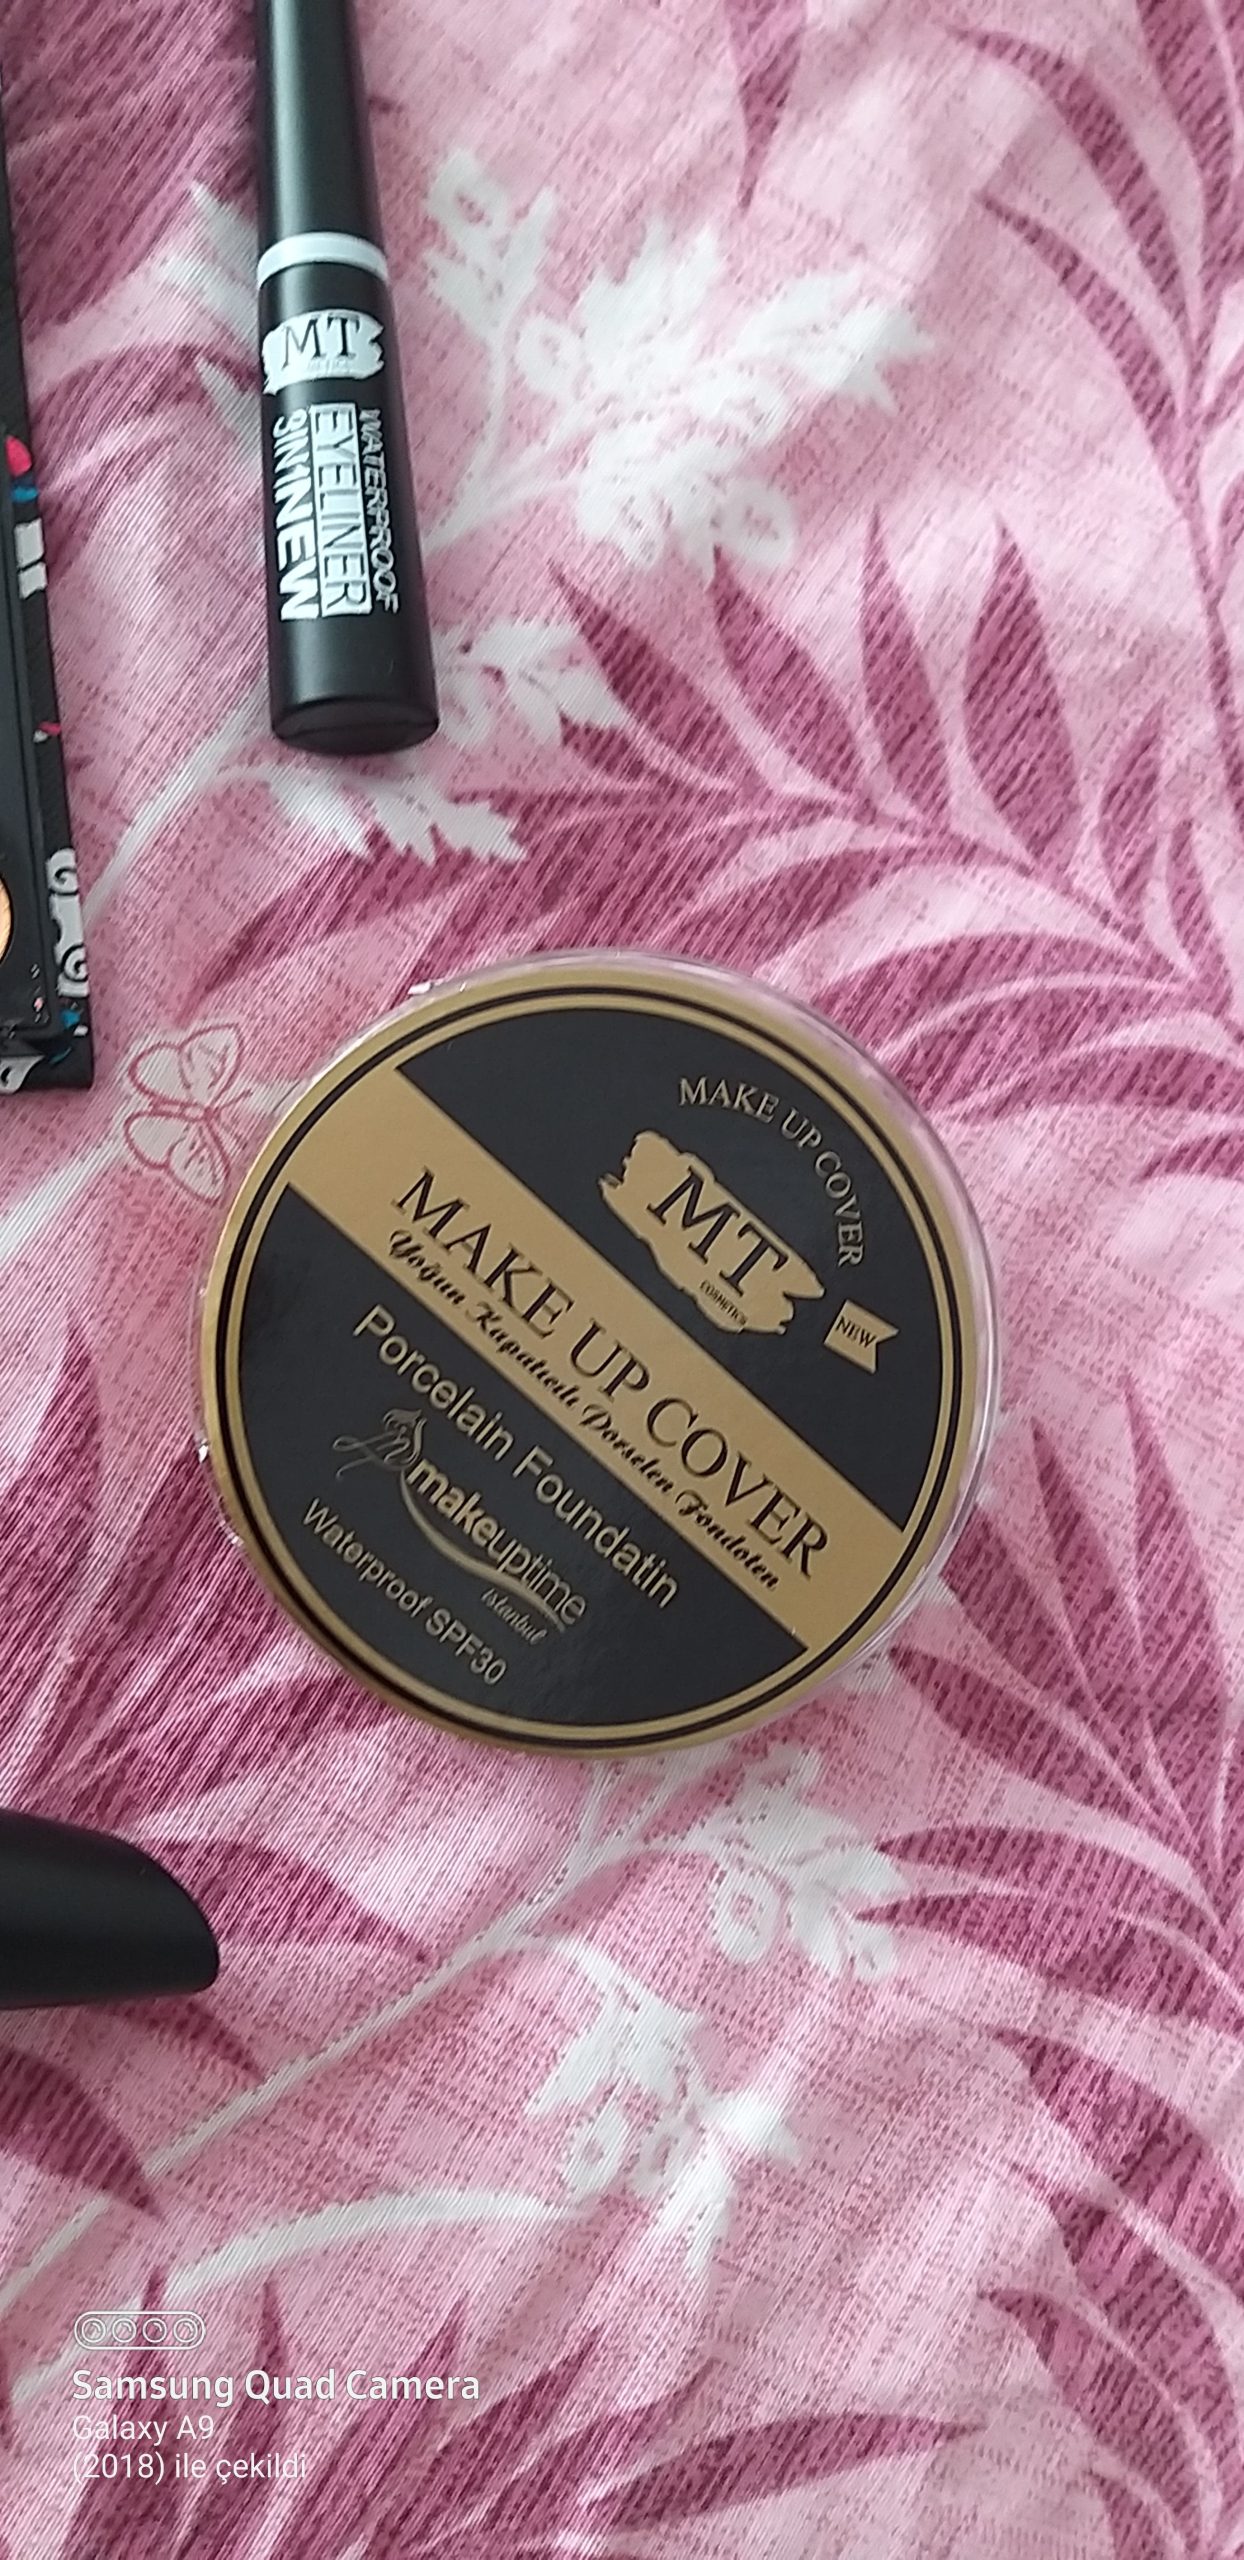 MT
WATERPROOF
EYELINER
9IN1NEW
MAKE UP COVER
MT
COSMETICS
NEW
MAKE UP COVER
Yoğun Kapatıcılı Porselen Fondoten
Porcelain Foundatin
makeuptime
istanbul
Waterproof SPF30
Samsung Quad Camera
Galaxy A9
(2018) ile çekildi